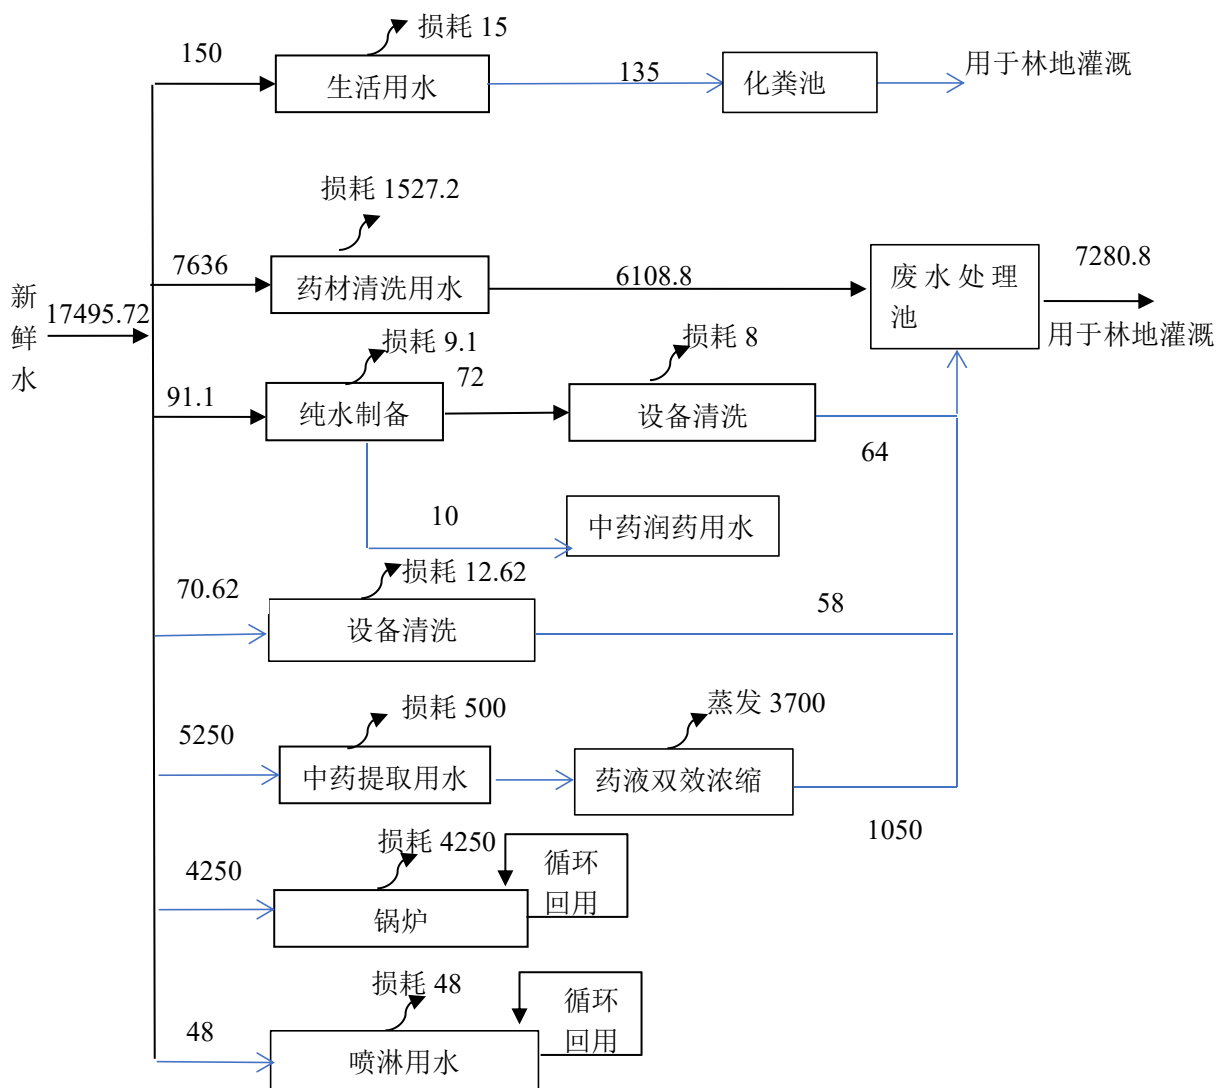 损耗 15
150
生活用水
135
化粪池
用于林地灌溉
损耗 1527.2
7636
药材清洗用水
6108.8
废水处理
池
7280.8
用于林地灌溉
新
鲜
水
17495.72
损耗 9.1
91.1
纯水制备
72
损耗 8
设备清洗
64
10
中药润药用水
损耗 12.62
70.62
设备清洗
58
损耗 500
5250
中药提取用水
蒸发 3700
药液双效浓缩
1050
损耗 4250
4250
锅炉
循环
回用
损耗 48
48
喷淋用水
循环
回用